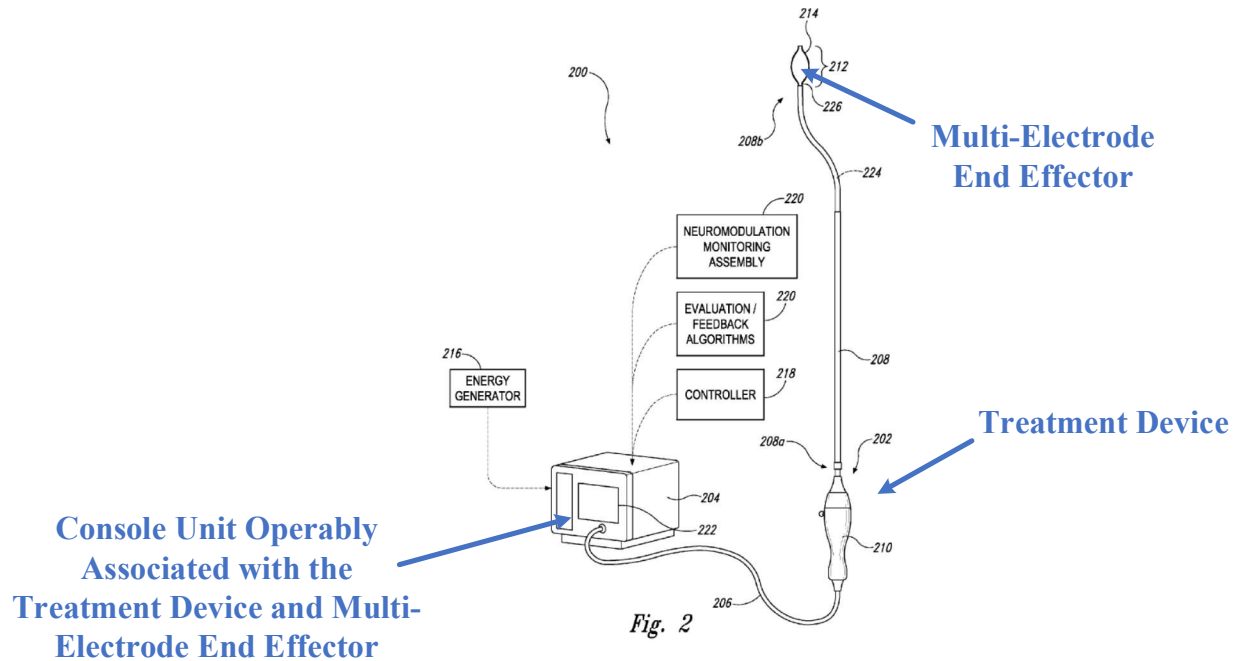 214
212
200
226
208b
Multi-Electrode
End Effector
224
220
NEUROMODULATION
MONITORING
ASSEMBLY
220
EVALUATION /
FEEDBACK
ALGORITHMS
208
216
ENERGY
GENERATOR
218
CONTROLLER
Treatment Device
208a
202
204
222
Console Unit Operably
Associated with the
Treatment Device and Multi-
Electrode End Effector
210
206
Fig. 2